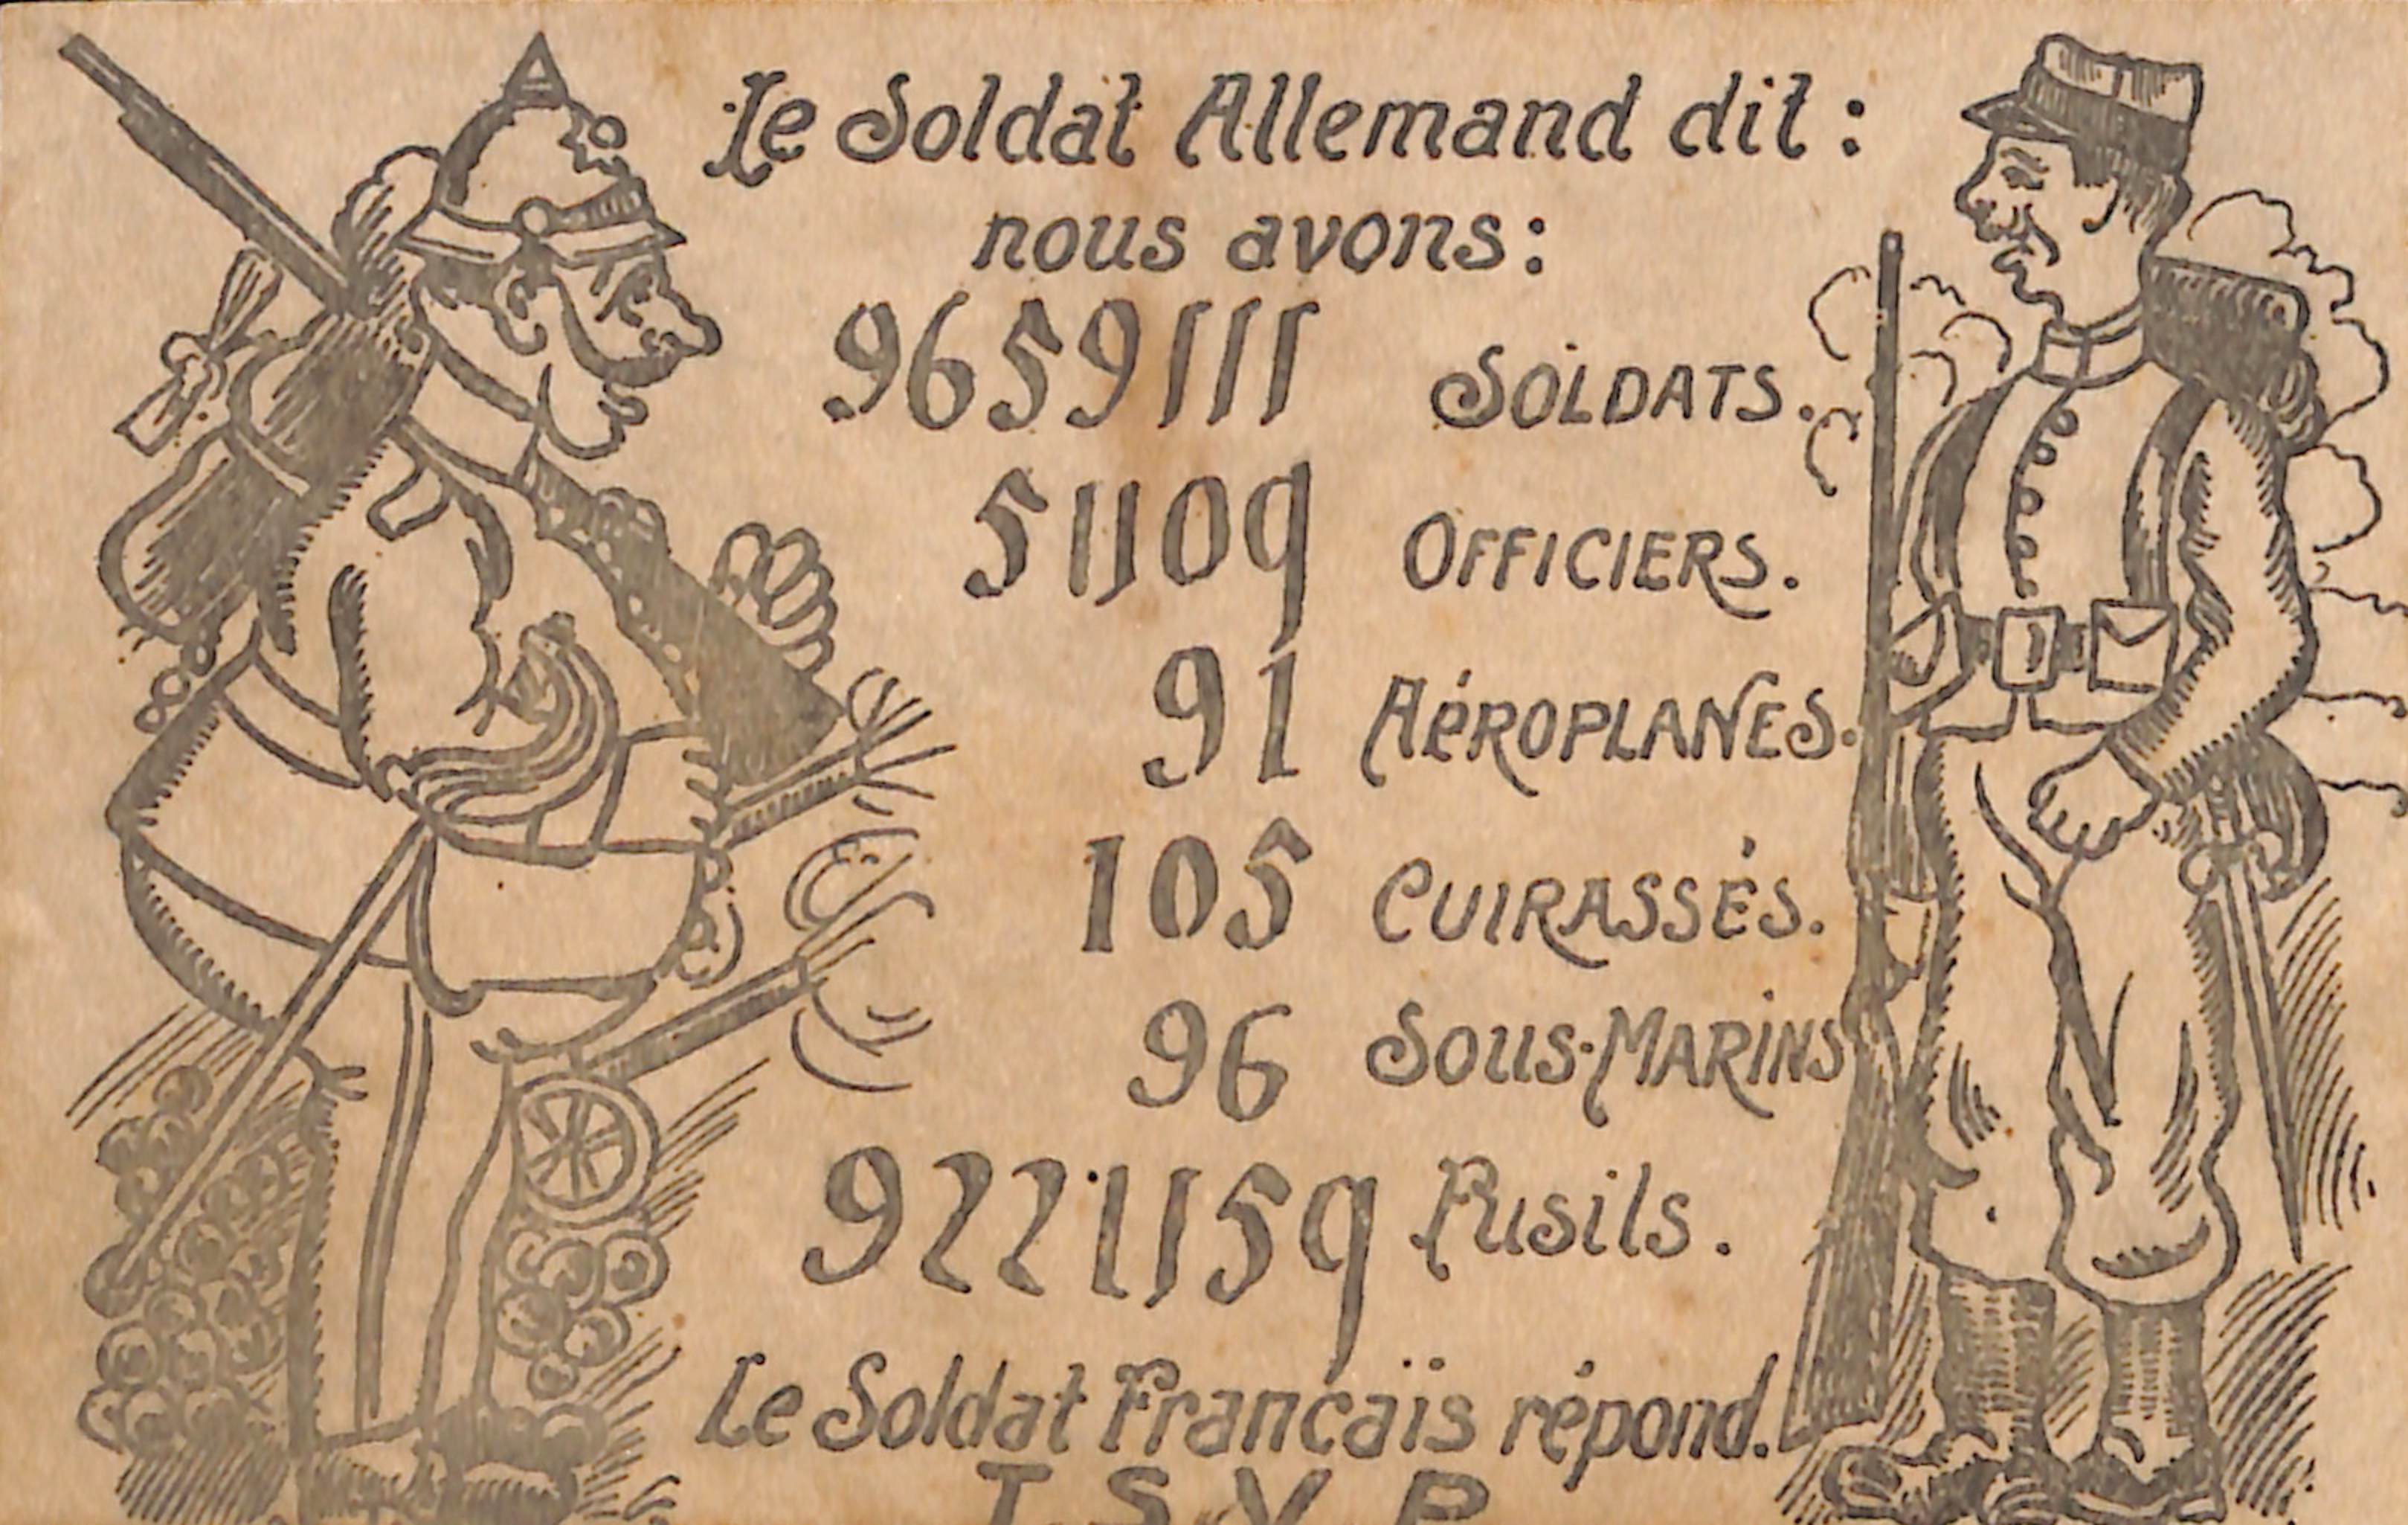 Le Soldat Allemand dit :
nous avons :
9659111 SOLDATS.
51109 OFFICIERS.
91 AÉROPLANES.
105 CUIRASSÉS.
96 SOUS-MARINS
9221159 Fusils.
Le Soldat Françaïs répond.
T. S. V. P